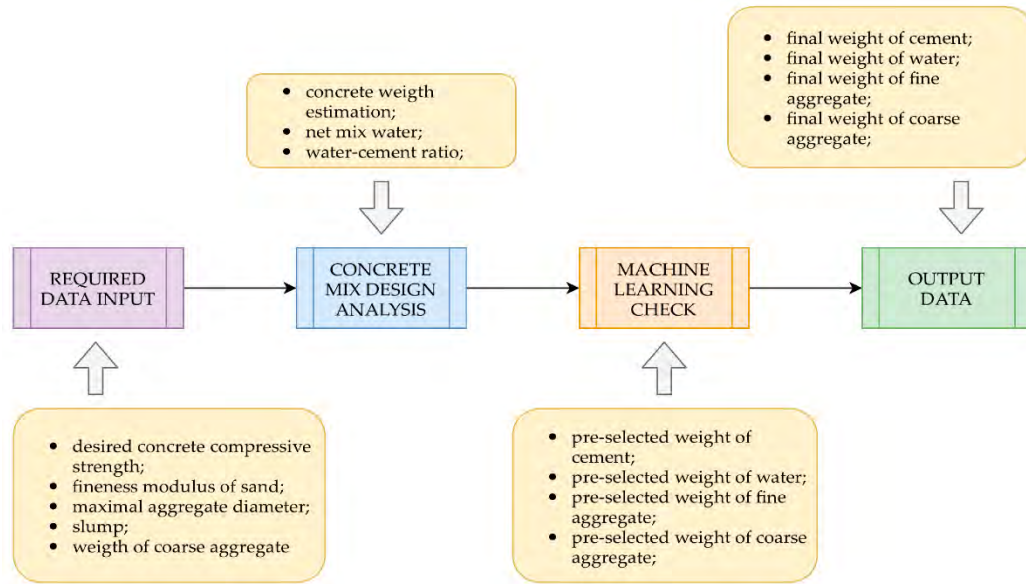 • final weight of cement;
• final weight of water;
• final weight of fine
aggregate;
• final weight of coarse
aggregate;
• concrete weigth
estimation;
• net mix water;
• water-cement ratio;
REQUIRED
DATA INPUT
CONCRETE
MIX DESIGN
ANALYSIS
MACHINE
LEARNING
CHECK
OUTPUT
DATA
• desired concrete compressive
strength;
• fineness modulus of sand;
• maximal aggregate diameter;
• slump;
• weigth of coarse aggregate
• pre-selected weight of
cement;
• pre-selected weight of water;
• pre-selected weight of fine
aggregate;
• pre-selected weight of coarse
aggregate;